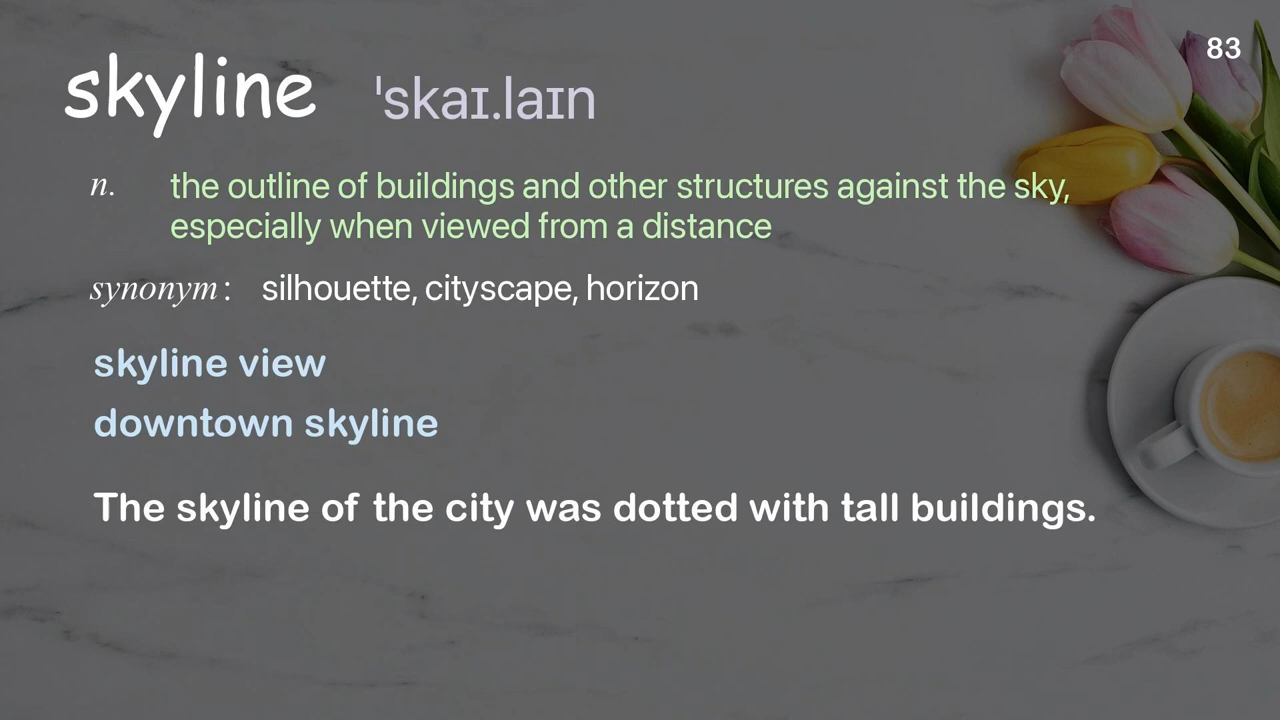 83
skyline ˈskaɪ.laɪn
n. the outline of buildings and other structures against the sky,
especially when viewed from a distance
synonym: silhouette, cityscape, horizon
skyline view
downtown skyline
The skyline of the city was dotted with tall buildings.